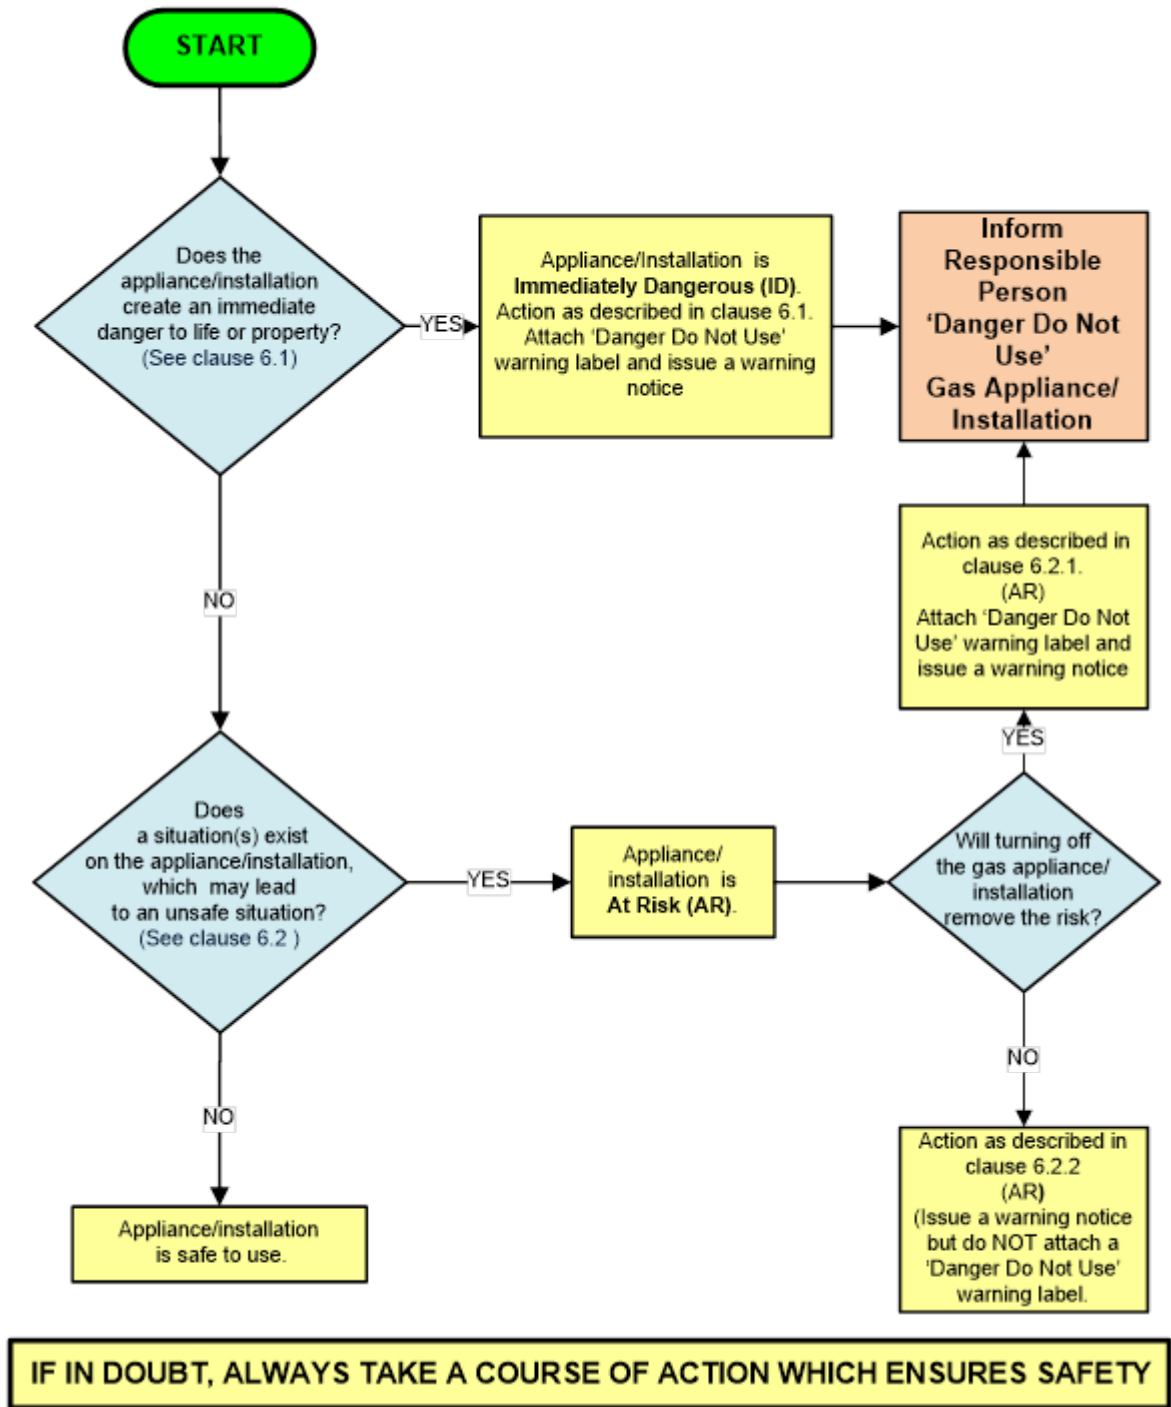 START
Does the
appliance/installation
create an immediate
danger to life or property?
(See clause 6.1)
YES
Appliance/Installation is
Immediately Dangerous (ID).
Action as described in clause 6.1.
Attach ‘Danger Do Not Use’
warning label and issue a warning
notice
Inform
Responsible
Person
‘Danger Do Not
Use’
Gas Appliance/
Installation
NO
Action as described in
clause 6.2.1.
(AR)
Attach ‘Danger Do Not
Use’ warning label and
issue a warning notice
YES
Does
a situation(s) exist
on the appliance/installation,
which may lead
to an unsafe situation?
(See clause 6.2 )
YES
Appliance/
installation is
At Risk (AR).
Will turning off
the gas appliance/
installation
remove the risk?
NO
NO
Appliance/installation
is safe to use.
Action as described in
clause 6.2.2
(AR)
(Issue a warning notice
but do NOT attach a
‘Danger Do Not Use’
warning label.
IF IN DOUBT, ALWAYS TAKE A COURSE OF ACTION WHICH ENSURES SAFETY